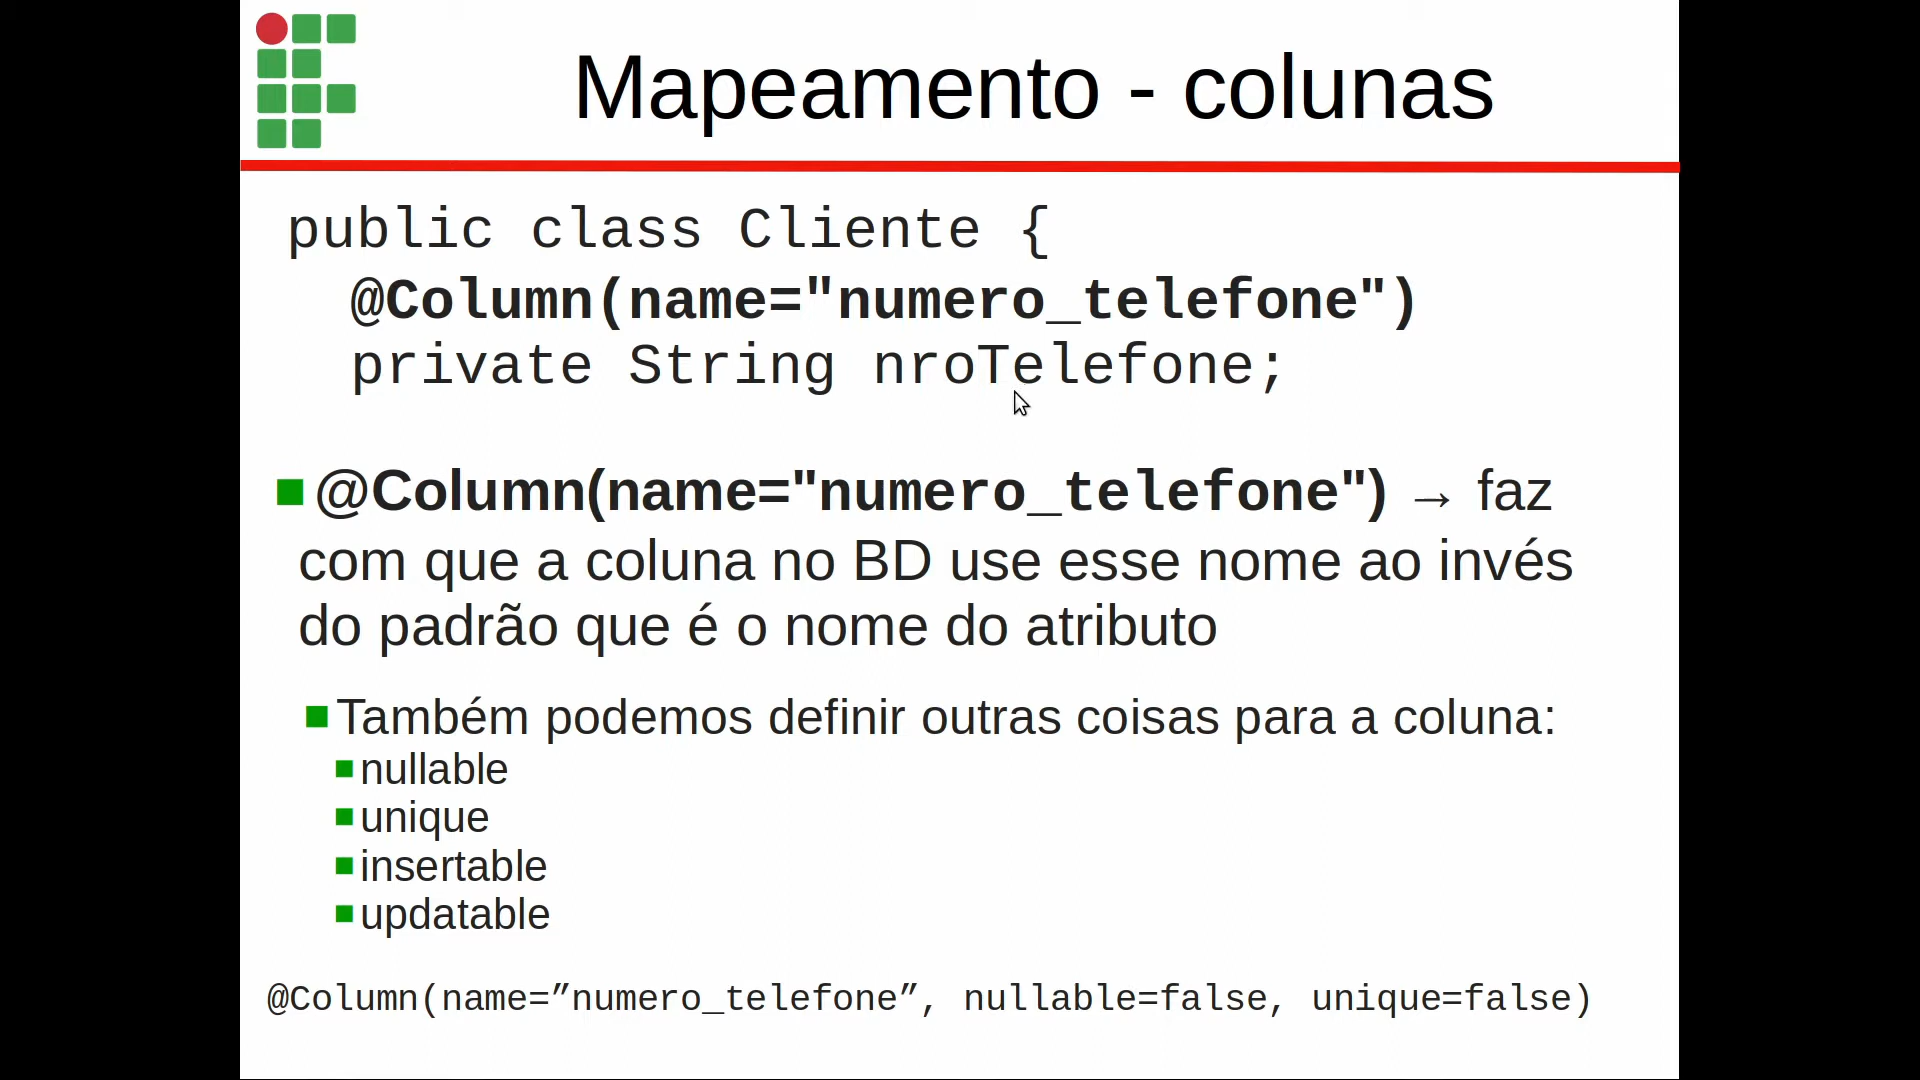 Mapeamento - colunas
public class Cliente {
@Column(name="numero_telefone")
private String nroTelefone;
@Column(name="numero_telefone") → faz
com que a coluna no BD use esse nome ao invés
do padrão que é o nome do atributo
Também podemos definir outras coisas para a coluna:
nullable
unique
insertable
updatable
@Column(name=”numero_telefone”, nullable=false, unique=false)